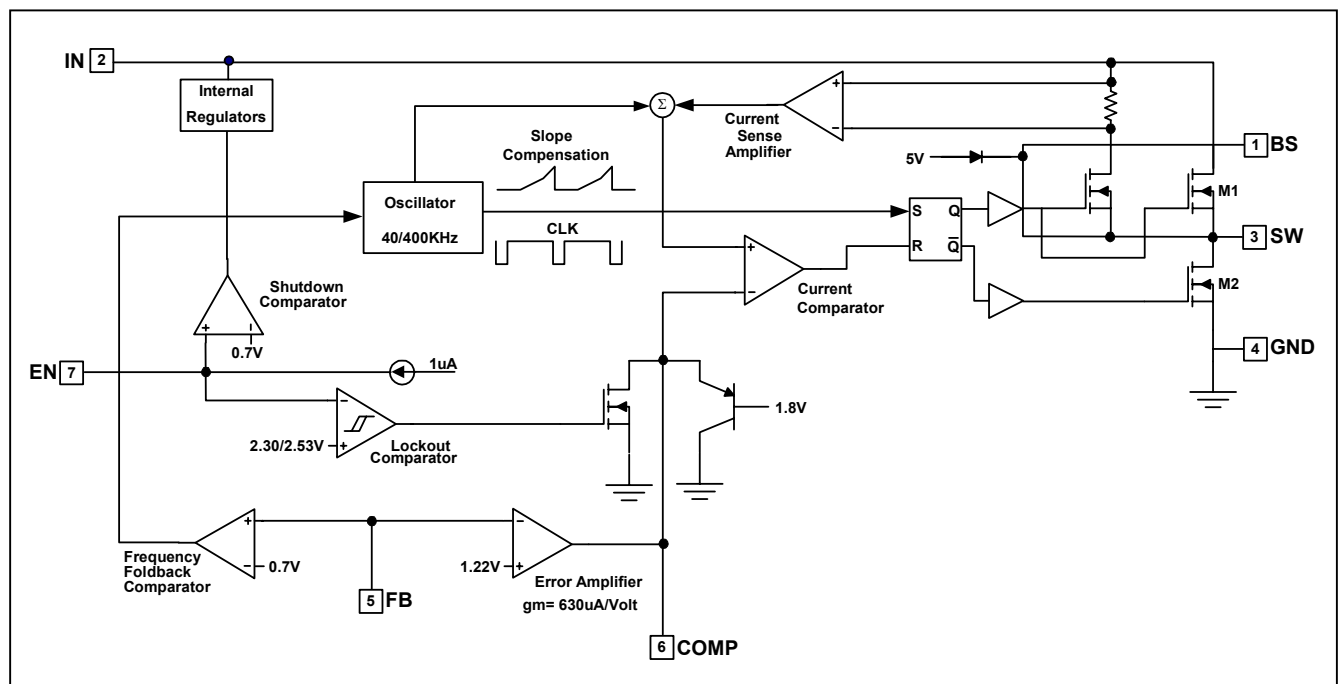 IN 2
Internal
Regulators
Σ
+
−
Current
Sense
Amplifier
Slope
Compensation
5V
1 BS
Oscillator
40/400KHz
CLK
S Q
R Q̅
M1
3 SW
+
−
Current
Comparator
M2
4 GND
Shutdown
Comparator
+ −
0.7V
EN 7
1uA
−
2.30/2.53V +
Lockout
Comparator
1.8V
+
− 0.7V
Frequency
Foldback
Comparator
5 FB
−
1.22V +
Error Amplifier
gm= 630uA/Volt
6 COMP